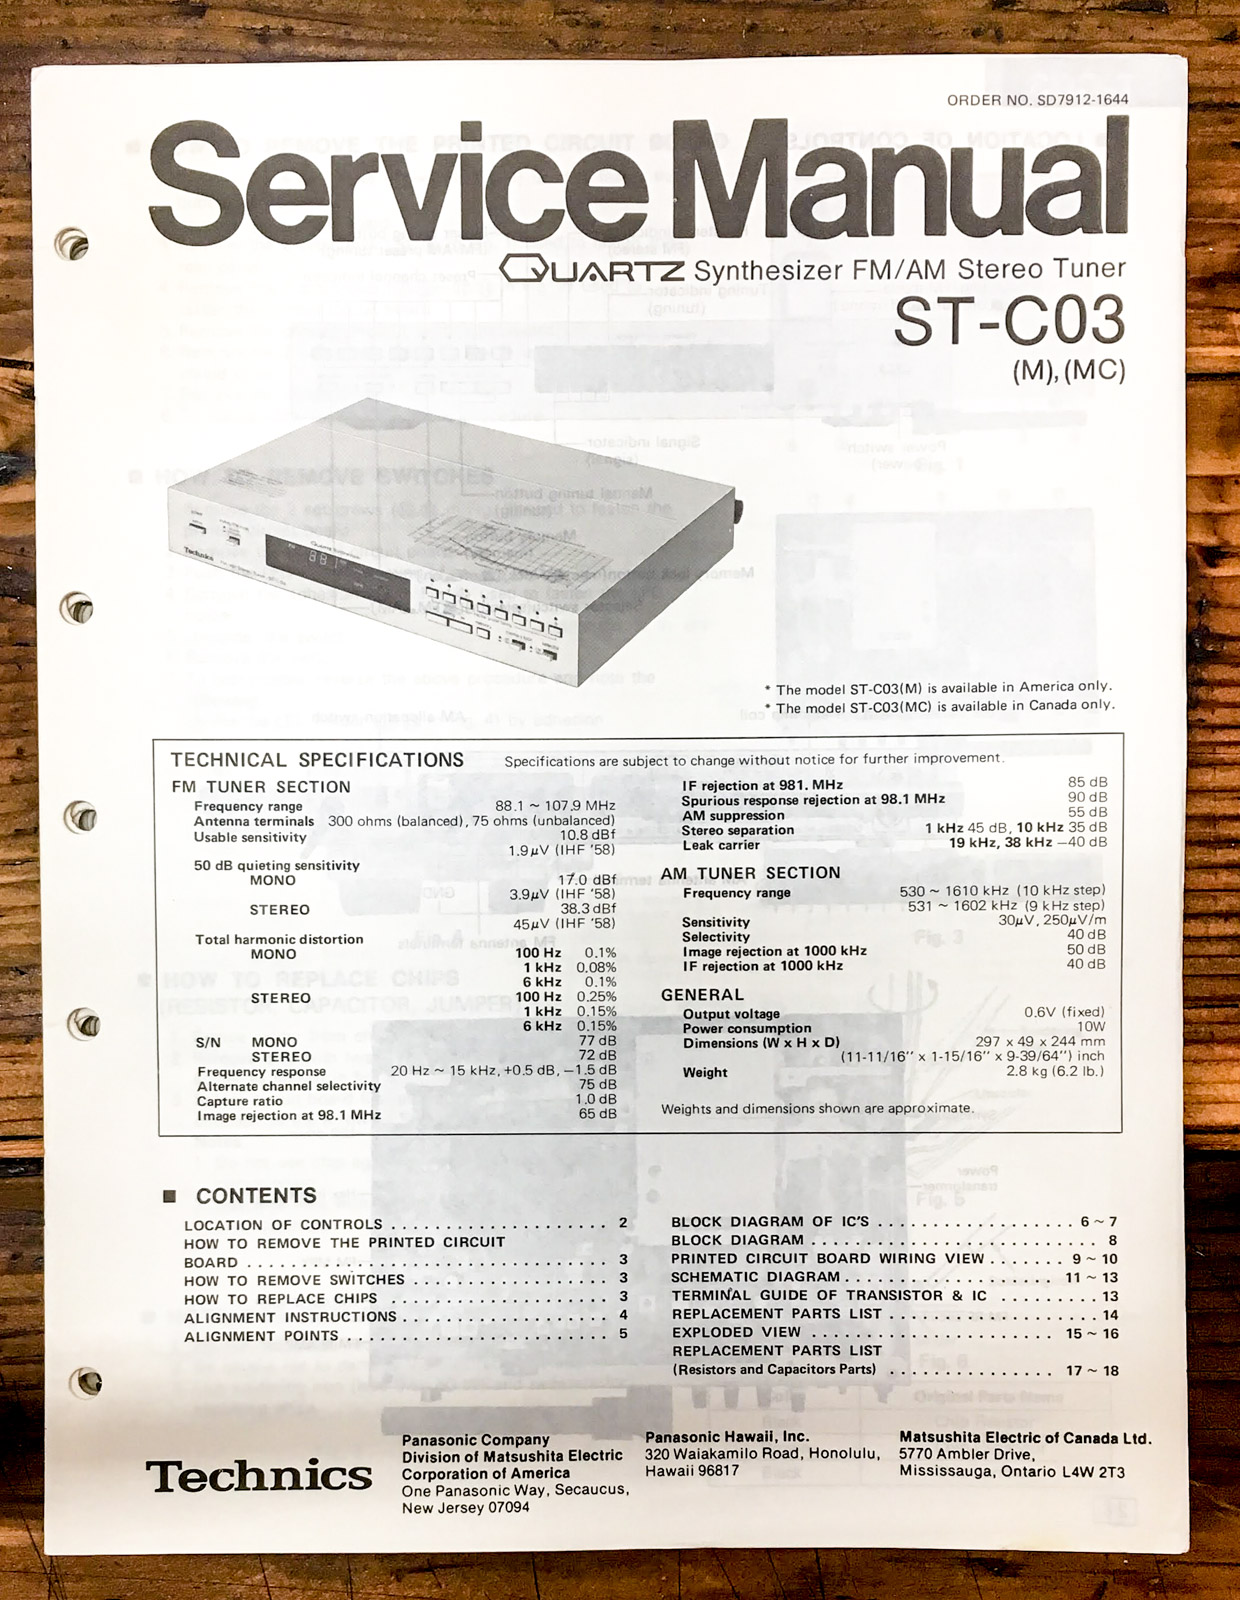 ORDER NO. SD7912-1644
Service Manual
QUARTZ Synthesizer FM/AM Stereo Tuner
ST-C03
(M), (MC)
Technics
88.1
* The model ST-C03(M) is available in America only.
* The model ST-C03(MC) is available in Canada only.
TECHNICAL SPECIFICATIONS Specifications are subject to change without notice for further improvement.
FM TUNER SECTION
Frequency range 88.1 ~ 107.9 MHz
Antenna terminals 300 ohms (balanced), 75 ohms (unbalanced)
Usable sensitivity 10.8 dBf
1.9µV (IHF '58)
50 dB quieting sensitivity
MONO 17.0 dBf
3.9µV (IHF '58)
STEREO 38.3 dBf
45µV (IHF '58)
Total harmonic distortion
MONO 100 Hz 0.1%
1 kHz 0.08%
6 kHz 0.1%
STEREO 100 Hz 0.25%
1 kHz 0.15%
6 kHz 0.15%
S/N MONO 77 dB
STEREO 72 dB
Frequency response 20 Hz ~ 15 kHz, +0.5 dB, −1.5 dB
Alternate channel selectivity 75 dB
Capture ratio 1.0 dB
Image rejection at 98.1 MHz 65 dB
IF rejection at 981. MHz 85 dB
Spurious response rejection at 98.1 MHz 90 dB
AM suppression 55 dB
Stereo separation 1 kHz 45 dB, 10 kHz 35 dB
Leak carrier 19 kHz, 38 kHz −40 dB
AM TUNER SECTION
Frequency range 530 ~ 1610 kHz (10 kHz step)
531 ~ 1602 kHz (9 kHz step)
Sensitivity 30µV, 250µV/m
Selectivity 40 dB
Image rejection at 1000 kHz 50 dB
IF rejection at 1000 kHz 40 dB
GENERAL
Output voltage 0.6V (fixed)
Power consumption 10W
Dimensions (W x H x D) 297 x 49 x 244 mm
(11-11/16" x 1-15/16" x 9-39/64") inch
Weight 2.8 kg (6.2 lb.)
Weights and dimensions shown are approximate.
■ CONTENTS
LOCATION OF CONTROLS . . . . . . . . . . . . . . . . . . . . 2
HOW TO REMOVE THE PRINTED CIRCUIT
BOARD . . . . . . . . . . . . . . . . . . . . . . . . . . . . . . . . 3
HOW TO REMOVE SWITCHES . . . . . . . . . . . . . . . . . . 3
HOW TO REPLACE CHIPS . . . . . . . . . . . . . . . . . . . . 3
ALIGNMENT INSTRUCTIONS . . . . . . . . . . . . . . . . . . . 4
ALIGNMENT POINTS . . . . . . . . . . . . . . . . . . . . . . . . 5
BLOCK DIAGRAM OF IC'S . . . . . . . . . . . . . . . . . . 6 ~ 7
BLOCK DIAGRAM . . . . . . . . . . . . . . . . . . . . . . . . . . 8
PRINTED CIRCUIT BOARD WIRING VIEW . . . . . . . 9 ~ 10
SCHEMATIC DIAGRAM . . . . . . . . . . . . . . . . . . . 11 ~ 13
TERMINAL GUIDE OF TRANSISTOR & IC . . . . . . . . . 13
REPLACEMENT PARTS LIST . . . . . . . . . . . . . . . . . . . 14
EXPLODED VIEW . . . . . . . . . . . . . . . . . . . . . . 15 ~ 16
REPLACEMENT PARTS LIST
(Resistors and Capacitors Parts) . . . . . . . . . . . . . . . 17 ~ 18
Technics
Panasonic Company
Division of Matsushita Electric
Corporation of America
One Panasonic Way, Secaucus,
New Jersey 07094
Panasonic Hawaii, Inc.
320 Waiakamilo Road, Honolulu,
Hawaii 96817
Matsushita Electric of Canada Ltd.
5770 Ambler Drive,
Mississauga, Ontario L4W 2T3